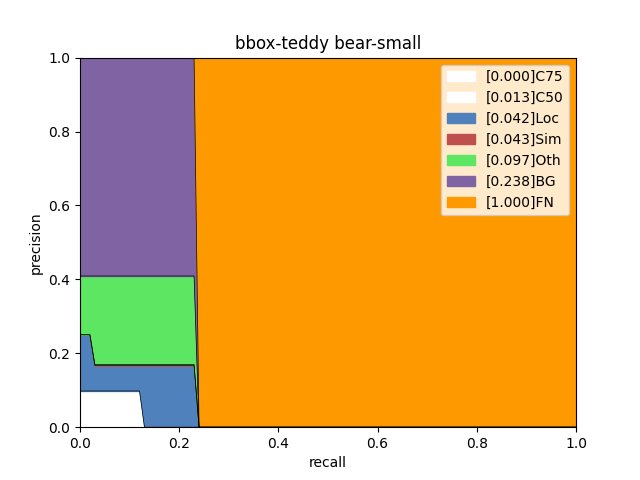 bbox-teddy bear-small
[0.000]C75
[0.013]C50
[0.042]Loc
[0.043]Sim
[0.097]Oth
[0.238]BG
[1.000]FN
precision
1.0
0.8
0.6
0.4
0.2
0.0
0.0 0.2 0.4 0.6 0.8 1.0
recall